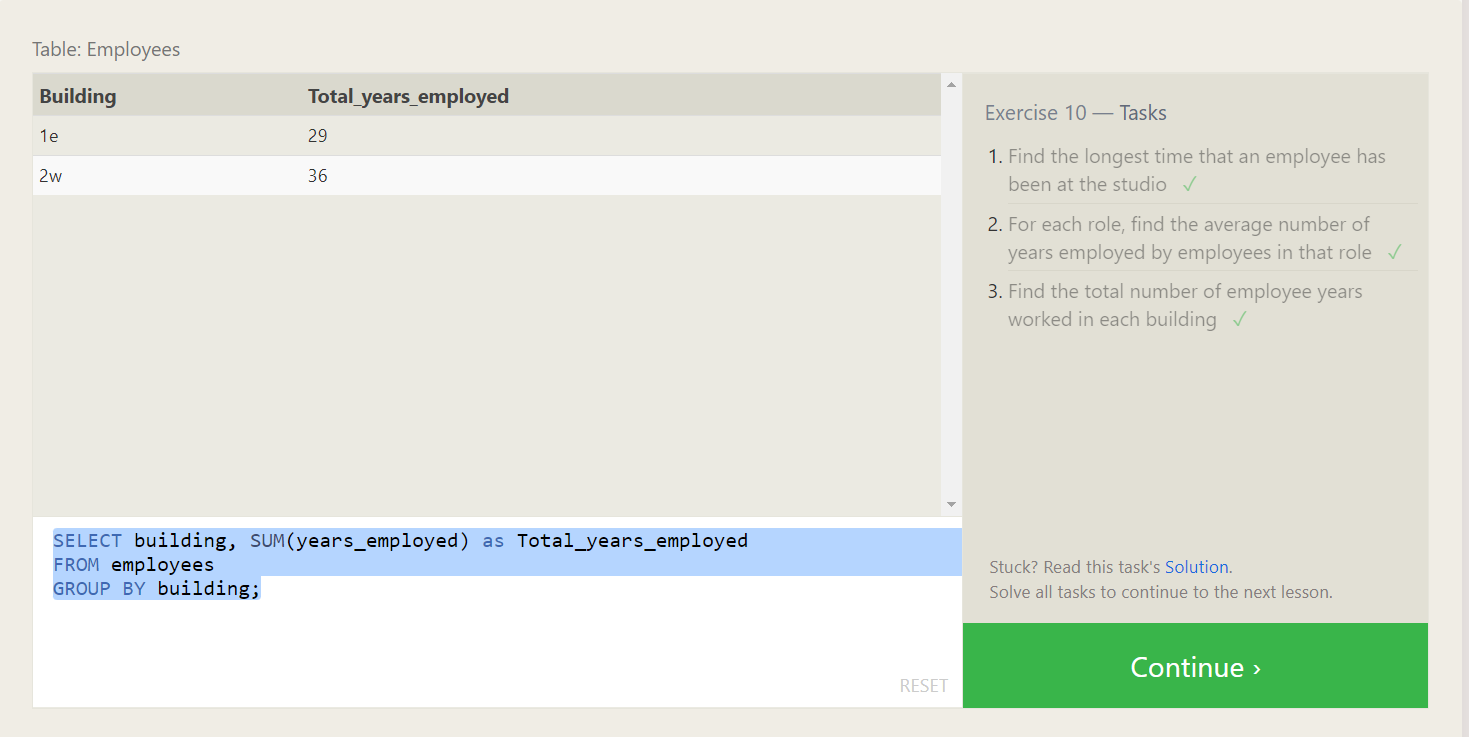 Table: Employees
Building Total_years_employed
1e 29
2w 36
SELECT building, SUM(years_employed) as Total_years_employed
FROM employees
GROUP BY building;
RESET
Exercise 10 — Tasks
1. Find the longest time that an employee has
been at the studio ✓
2. For each role, find the average number of
years employed by employees in that role ✓
3. Find the total number of employee years
worked in each building ✓
Stuck? Read this task's Solution.
Solve all tasks to continue to the next lesson.
Continue ›